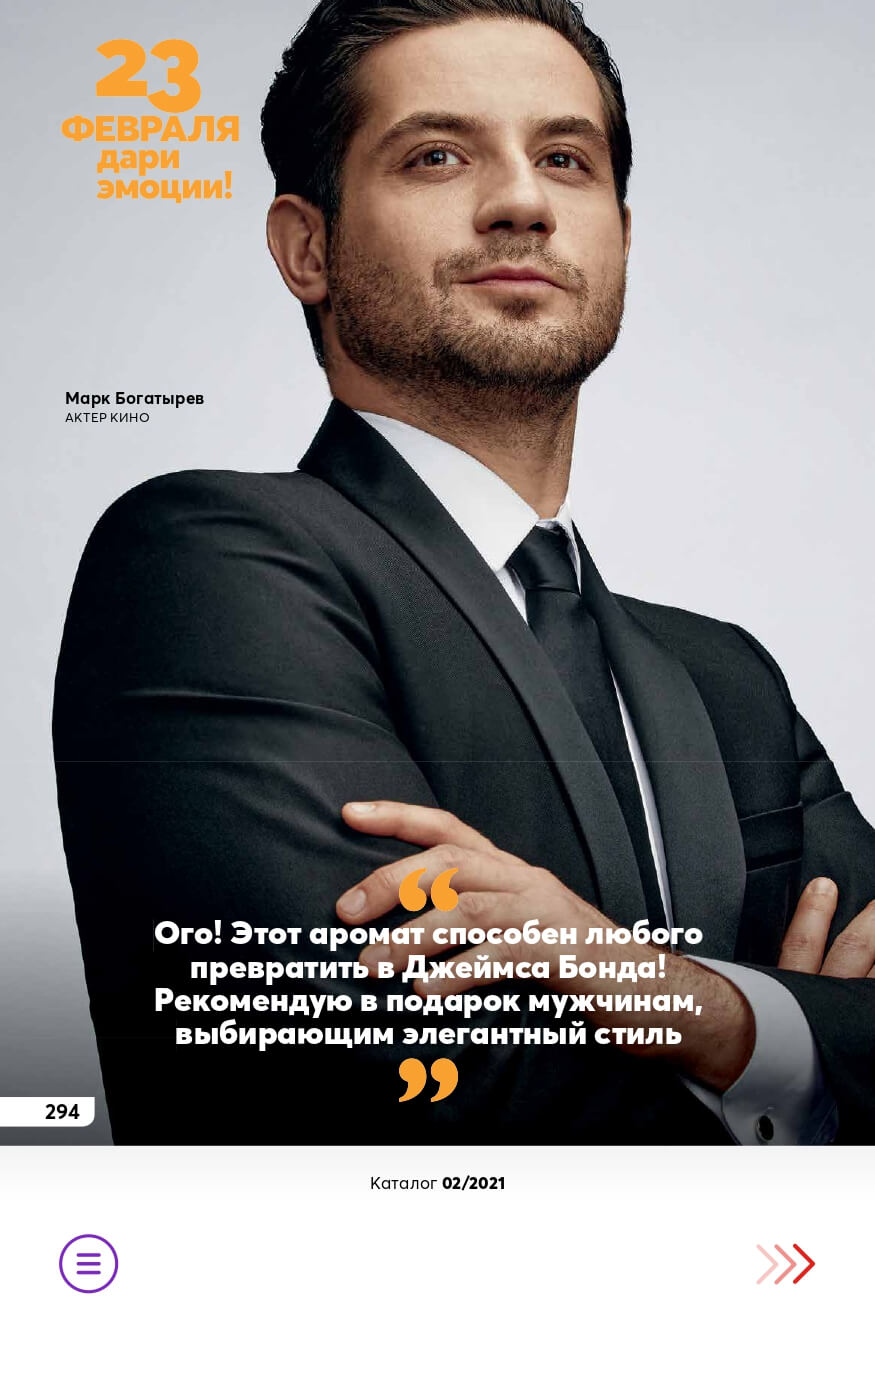 23
ФЕВРАЛЯ
дари
эмоции!
Марк Богатырев
АКТЕР КИНО
“
Ого! Этот аромат способен любого
превратить в Джеймса Бонда!
Рекомендую в подарок мужчинам,
выбирающим элегантный стиль
”
294
Каталог 02/2021